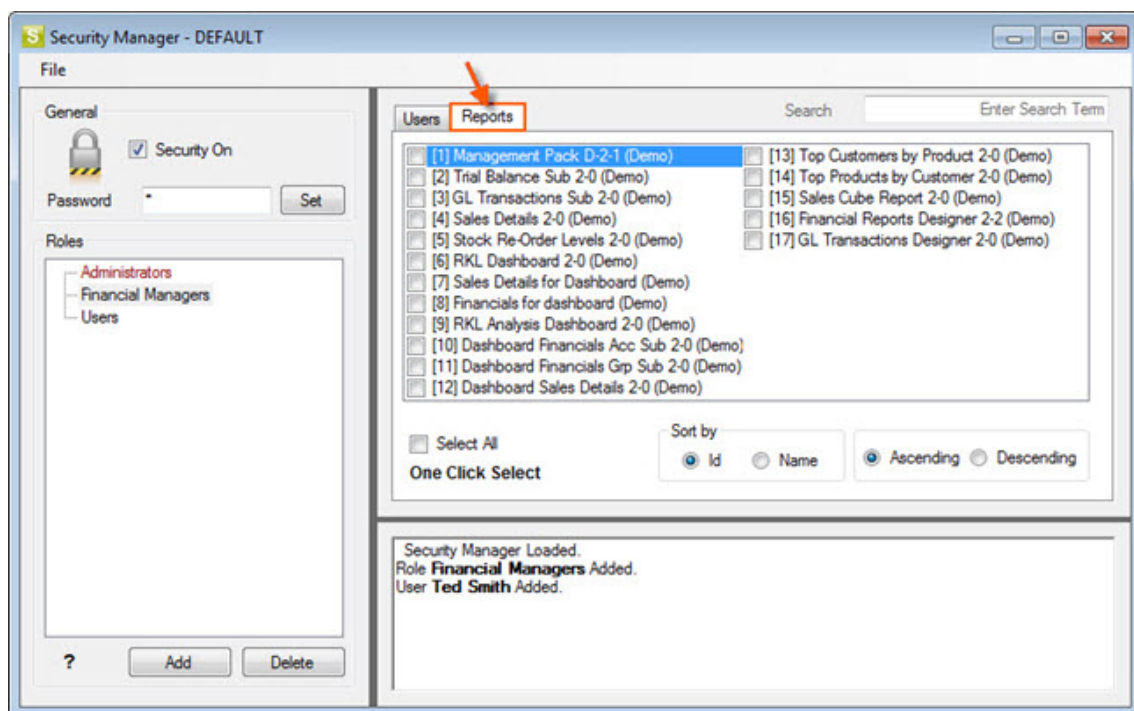 S Security Manager - DEFAULT
File
General
Security On
Password * Set
Roles
Administrators
Financial Managers
Users
? Add Delete
Users Reports Search Enter Search Term
[1] Management Pack D-2-1 (Demo)
[2] Trial Balance Sub 2-0 (Demo)
[3] GL Transactions Sub 2-0 (Demo)
[4] Sales Details 2-0 (Demo)
[5] Stock Re-Order Levels 2-0 (Demo)
[6] RKL Dashboard 2-0 (Demo)
[7] Sales Details for Dashboard (Demo)
[8] Financials for dashboard (Demo)
[9] RKL Analysis Dashboard 2-0 (Demo)
[10] Dashboard Financials Acc Sub 2-0 (Demo)
[11] Dashboard Financials Grp Sub 2-0 (Demo)
[12] Dashboard Sales Details 2-0 (Demo)
[13] Top Customers by Product 2-0 (Demo)
[14] Top Products by Customer 2-0 (Demo)
[15] Sales Cube Report 2-0 (Demo)
[16] Financial Reports Designer 2-2 (Demo)
[17] GL Transactions Designer 2-0 (Demo)
Select All
One Click Select
Sort by
Id Name
Ascending Descending
Security Manager Loaded.
Role Financial Managers Added.
User Ted Smith Added.